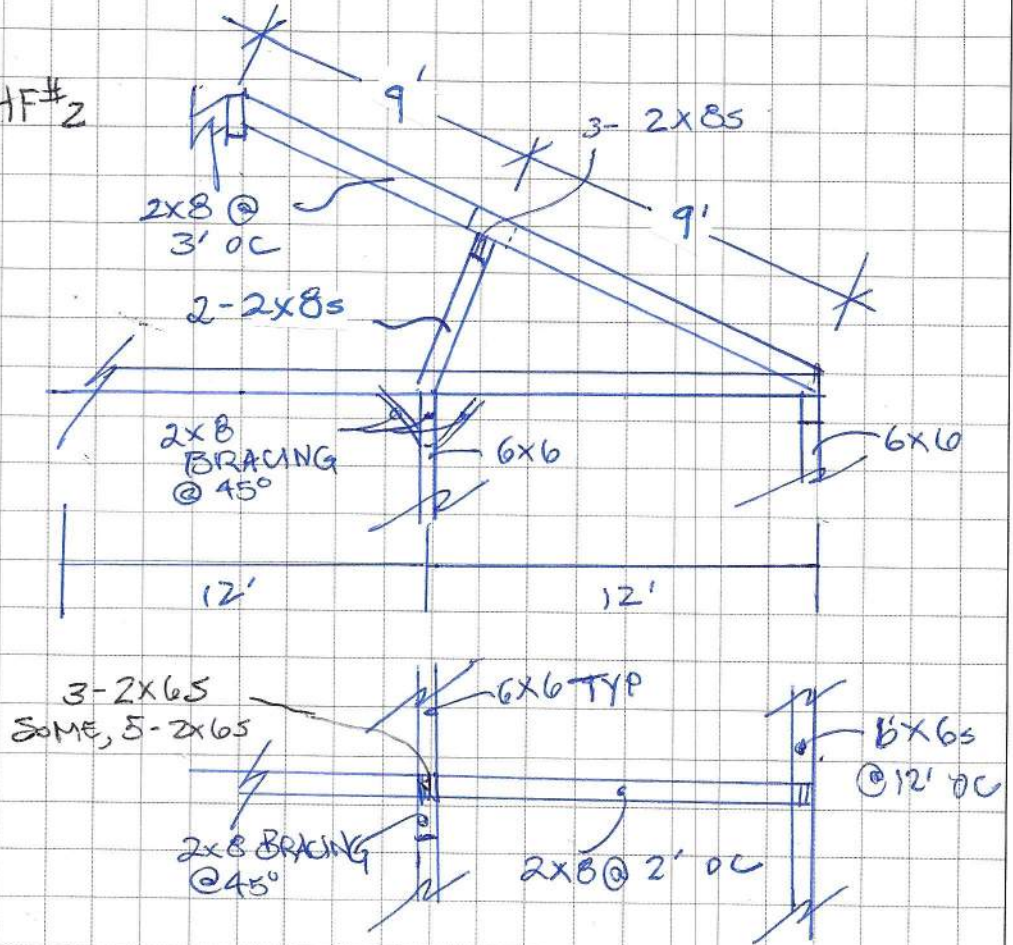 HF#2
9'
3- 2x8s
2x8 @
3' OC
9'
2-2x8s
2x8
BRACING
@ 45°
6x6
6x6
12'
12'
3-2x6s
SOME, 5-2x6s
6x6 TYP
6x6s
@ 12' OC
2x8 BRACING
@45°
2x8 @ 2' OC